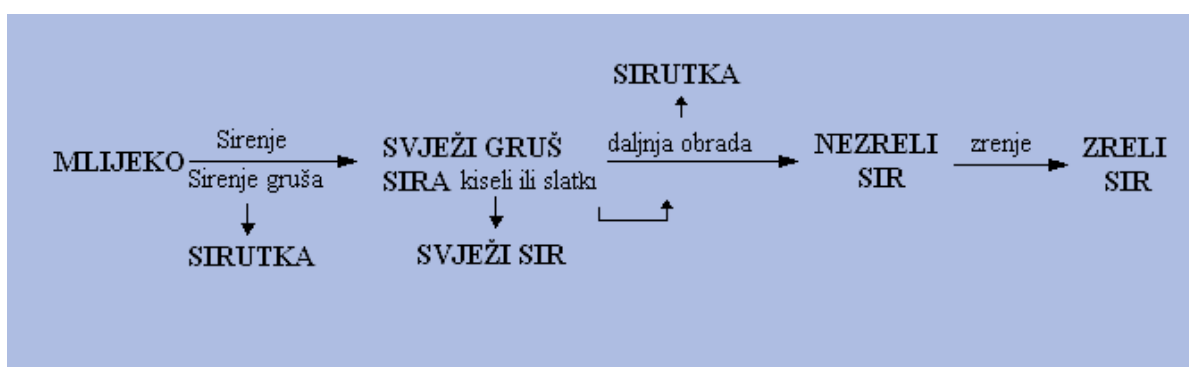 SIRUTKA
MLIJEKO
Sirenje
Sirenje gruša
SIRUTKA
SVJEŽI GRUŠ
SIRA kiseli ili slatki
SVJEŽI SIR
daljnja obrada
NEZRELI
SIR
zrenje
ZRELI
SIR